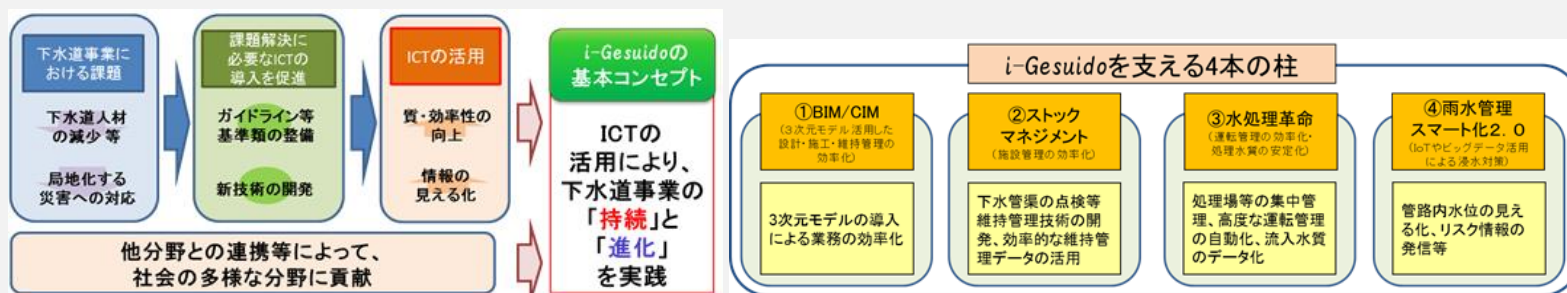 下水道事業に
おける課題
下水道人材
の減少 等
局地化する
災害への対応
課題解決に
必要なICTの
導入を促進
ガイドライン等
基準類の整備
新技術の開発
ICTの活用
質・効率性の
向上
情報の
見える化
他分野との連携等によって、
社会の多様な分野に貢献
i-Gesuidoの
基本コンセプト
ICTの
活用により、
下水道事業の
「持続」と
「進化」
を実践
i-Gesuidoを支える4本の柱
①BIM/CIM
(3次元モデル活用した
設計・施工・維持管理の
効率化)
3次元モデルの導入
による業務の効率化
②ストック
マネジメント
(施設管理の効率化)
下水管渠の点検等
維持管理技術の開
発、効率的な維持管
理データの活用
③水処理革命
(運転管理の効率化・
処理水質の安定化)
処理場等の集中管
理、高度な運転管理
の自動化、流入水質
のデータ化
④雨水管理
スマート化2.0
(IoTやビッグデータ活用
による浸水対策)
管路内水位の見え
る化、リスク情報の
発信等